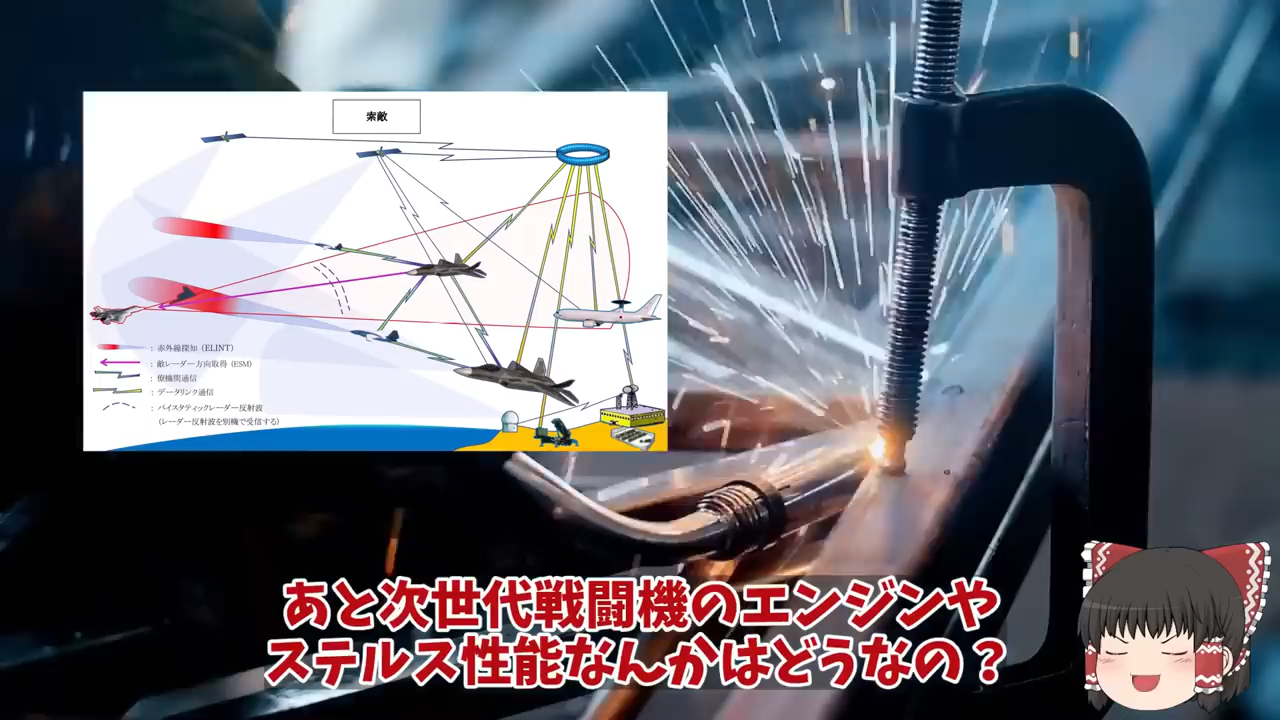 索敵
：赤外線探知（ELINT）
：敵レーダー方向取得（ESM）
：僚機間通信
：データリンク通信
：バイスタティックレーダー反射波
（レーダー反射波を別機で受信する）
あと次世代戦闘機のエンジンや
ステルス性能なんかはどうなの？